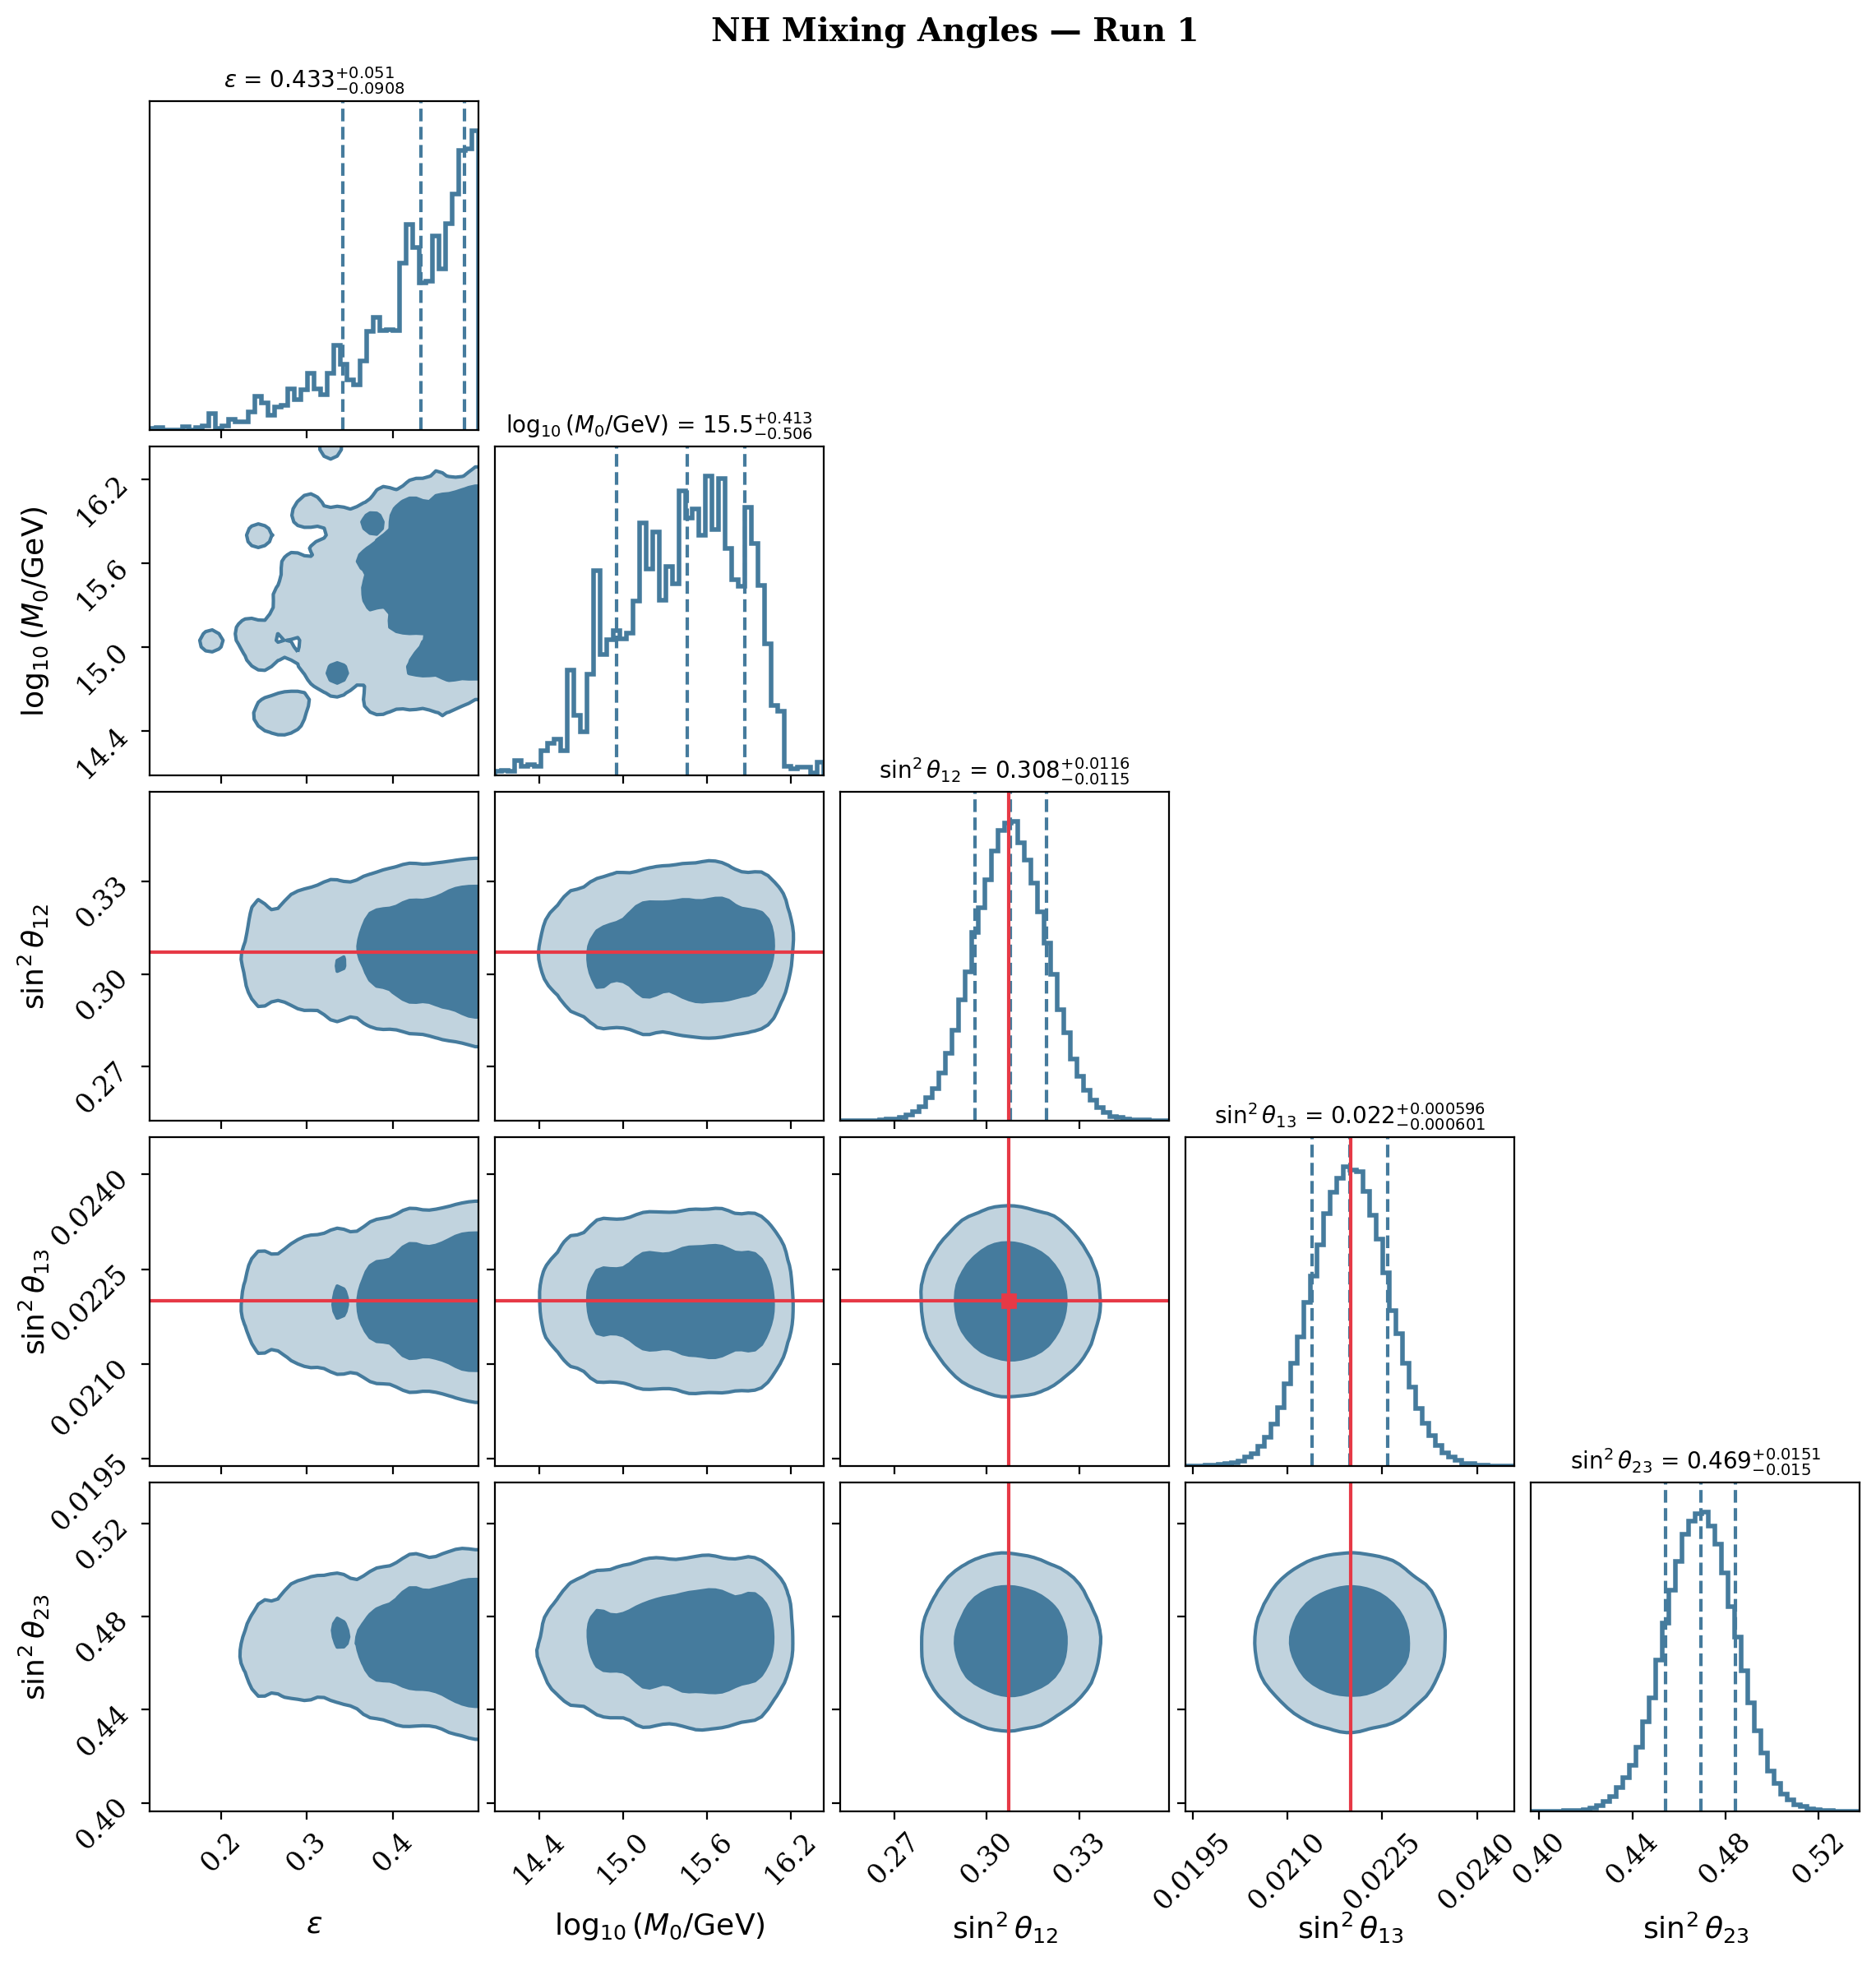 NH Mixing Angles — Run 1
ε = 0.433 +0.051 −0.0908
log₁₀(M₀/GeV) = 15.5 +0.413 −0.506
sin² θ₁₂ = 0.308 +0.0116 −0.0115
sin² θ₁₃ = 0.022 +0.000596 −0.000601
sin² θ₂₃ = 0.469 +0.0151 −0.015
log₁₀(M₀/GeV)
16.2
15.6
15.0
14.4
sin² θ₁₂
0.33
0.30
0.27
sin² θ₁₃
0.0240
0.0225
0.0210
0.0195
sin² θ₂₃
0.52
0.48
0.44
0.40
0.2 0.3 0.4
14.4 15.0 15.6 16.2
0.27 0.30 0.33
0.0195 0.0210 0.0225 0.0240
0.40 0.44 0.48 0.52
ε
log₁₀(M₀/GeV)
sin² θ₁₂
sin² θ₁₃
sin² θ₂₃